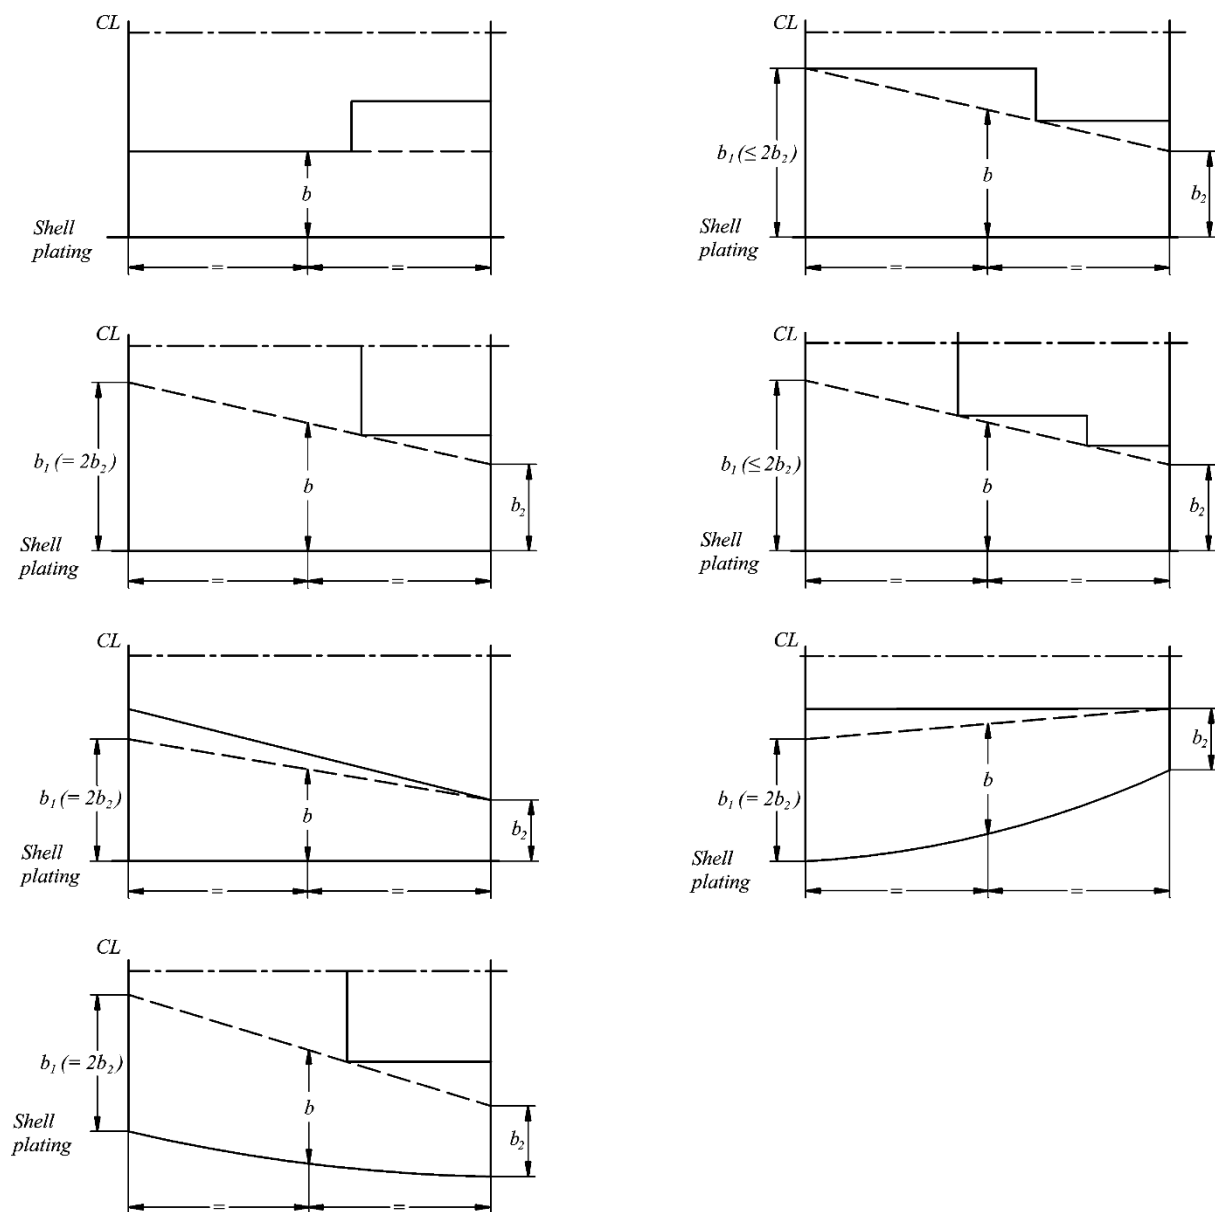 CL
b
Shell
plating
=
=
CL
b₁ (≤ 2b₂)
b
b₂
Shell
plating
=
=
CL
b₁ (= 2b₂)
b
b₂
Shell
plating
=
=
CL
b₁ (≤ 2b₂)
b
b₂
Shell
plating
=
=
CL
b₁ (= 2b₂)
b
b₂
Shell
plating
=
=
CL
b₂
b₁ (= 2b₂)
b
Shell
plating
=
=
CL
b₁ (= 2b₂)
b
Shell
plating
b₂
=
=